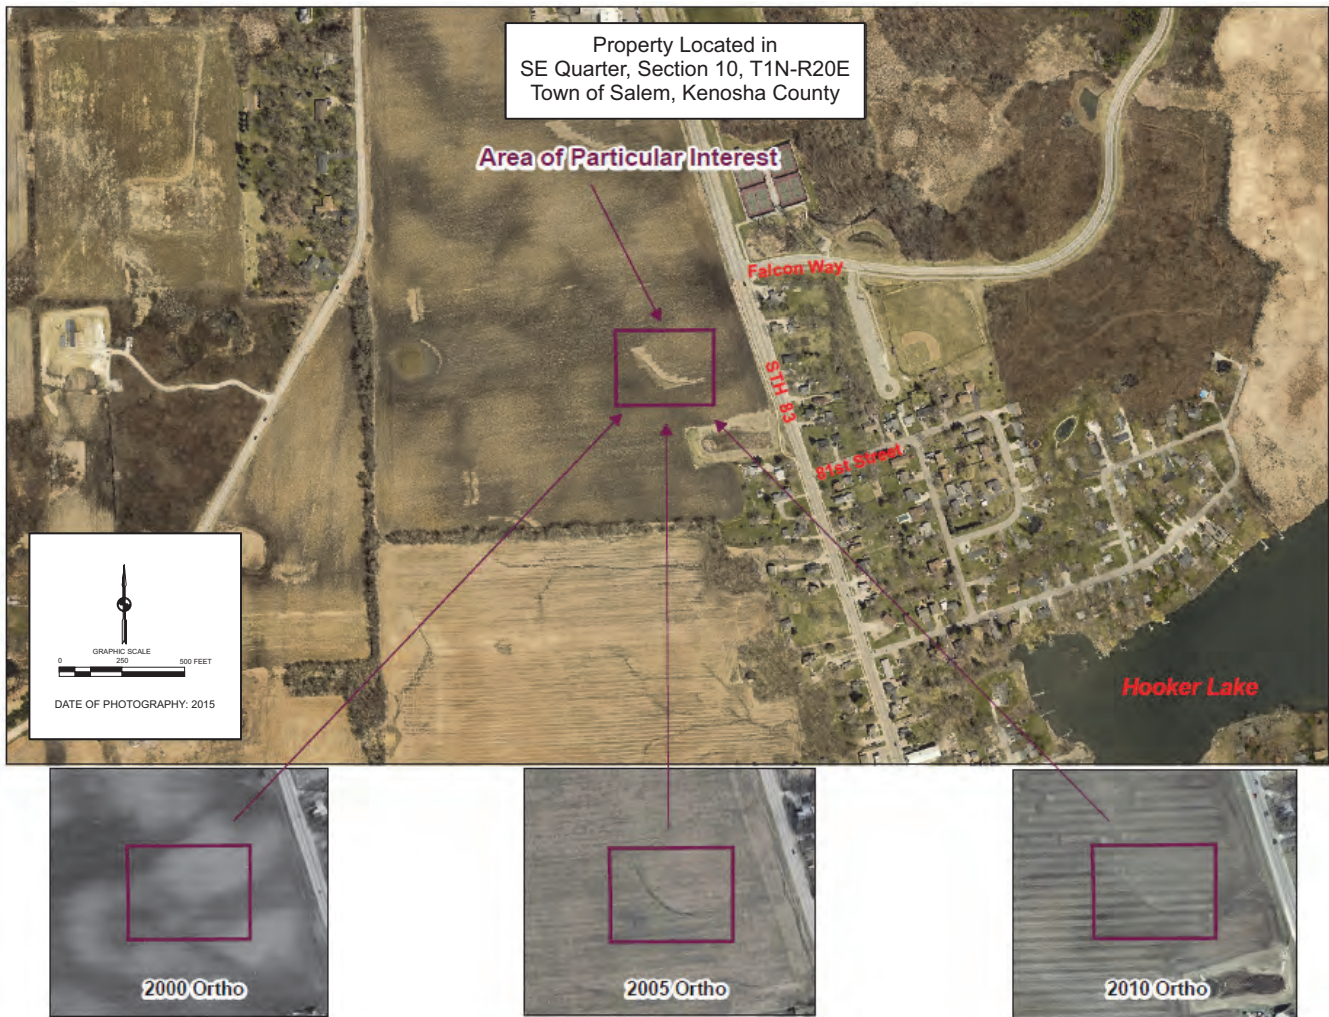 Property Located in
SE Quarter, Section 10, T1N-R20E
Town of Salem, Kenosha County
Area of Particular Interest
Falcon Way
STH 83
81st Street
GRAPHIC SCALE
0 250 500 FEET
DATE OF PHOTOGRAPHY: 2015
Hooker Lake
2000 Ortho
2005 Ortho
2010 Ortho